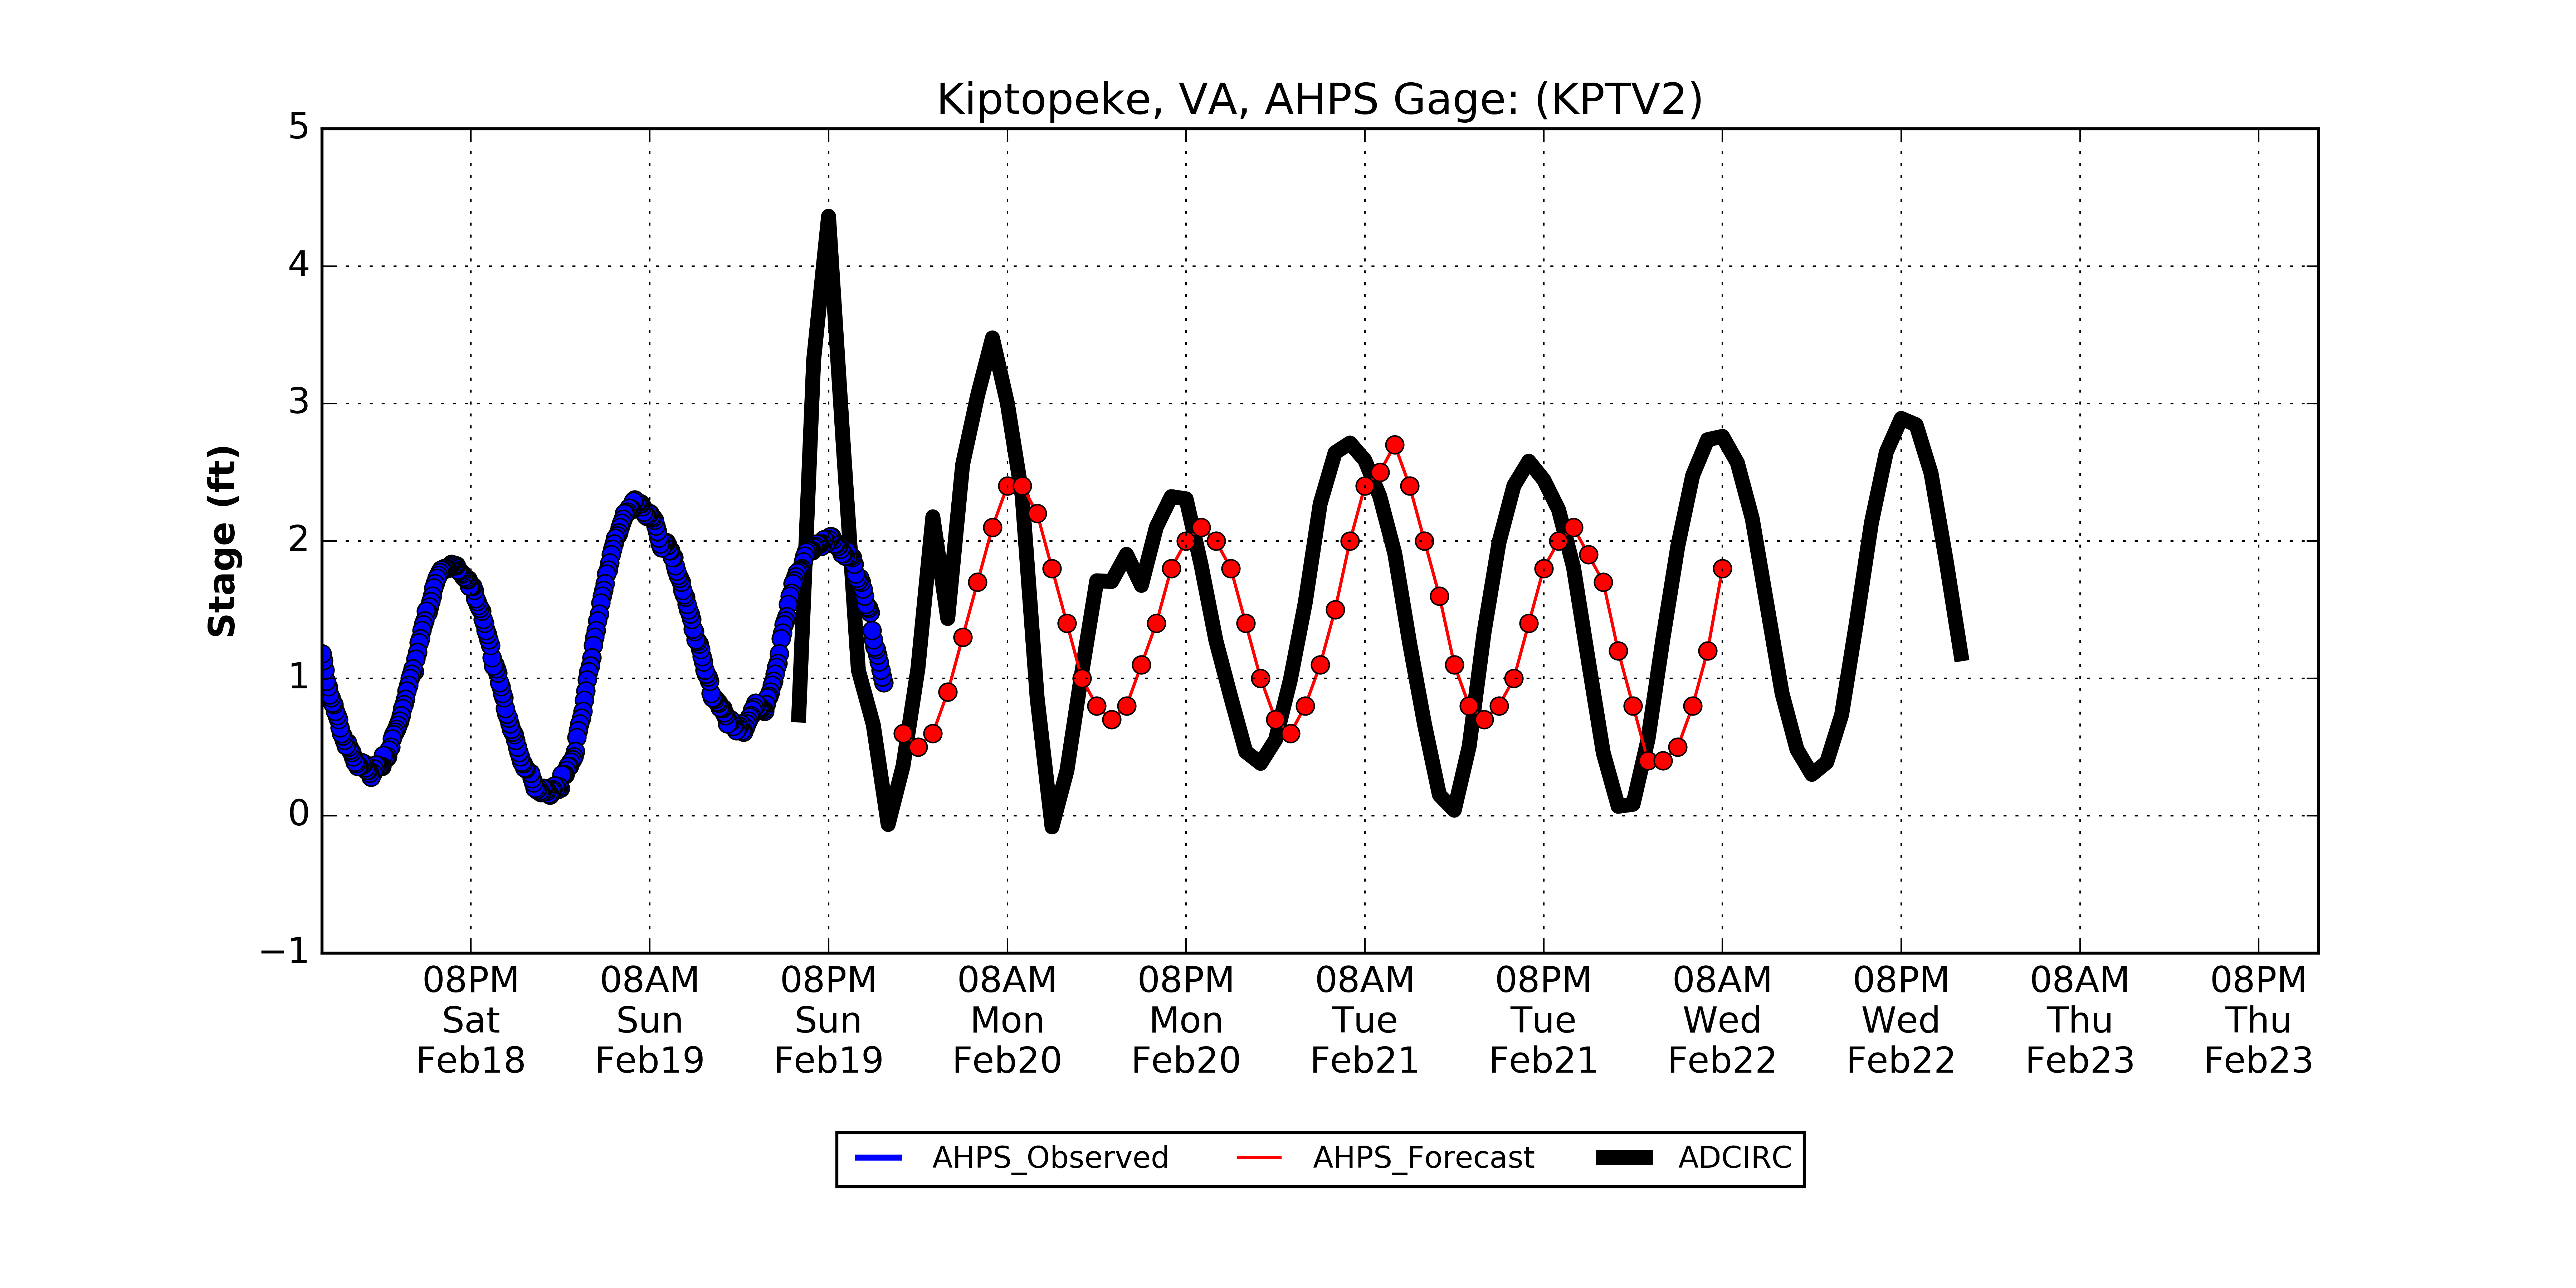 Kiptopeke, VA, AHPS Gage: (KPTV2)
Stage (ft)
5
4
3
2
1
0
−1
08PM 08AM 08PM 08AM 08PM 08AM 08PM 08AM 08PM 08AM 08PM
Sat Sun Sun Mon Mon Tue Tue Wed Wed Thu Thu
Feb18 Feb19 Feb19 Feb20 Feb20 Feb21 Feb21 Feb22 Feb22 Feb23 Feb23
AHPS_Observed AHPS_Forecast ADCIRC